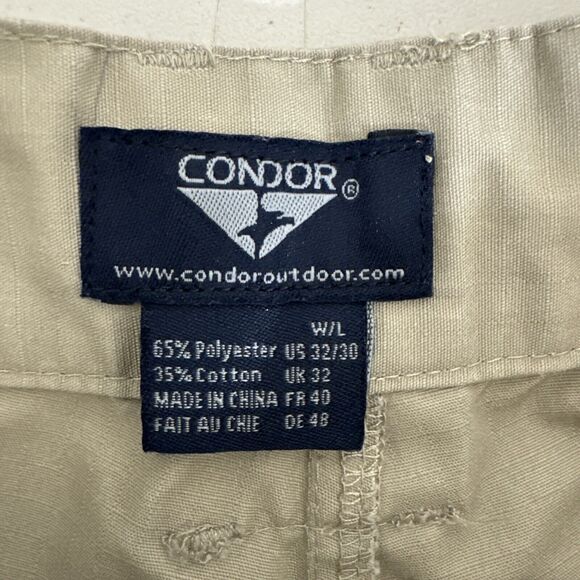 CONDOR ®
www.condoroutdoor.com
W/L
65% Polyester US 32/30
35% Cotton UK 32
MADE IN CHINA FR 40
FAIT AU CHIE DE 48